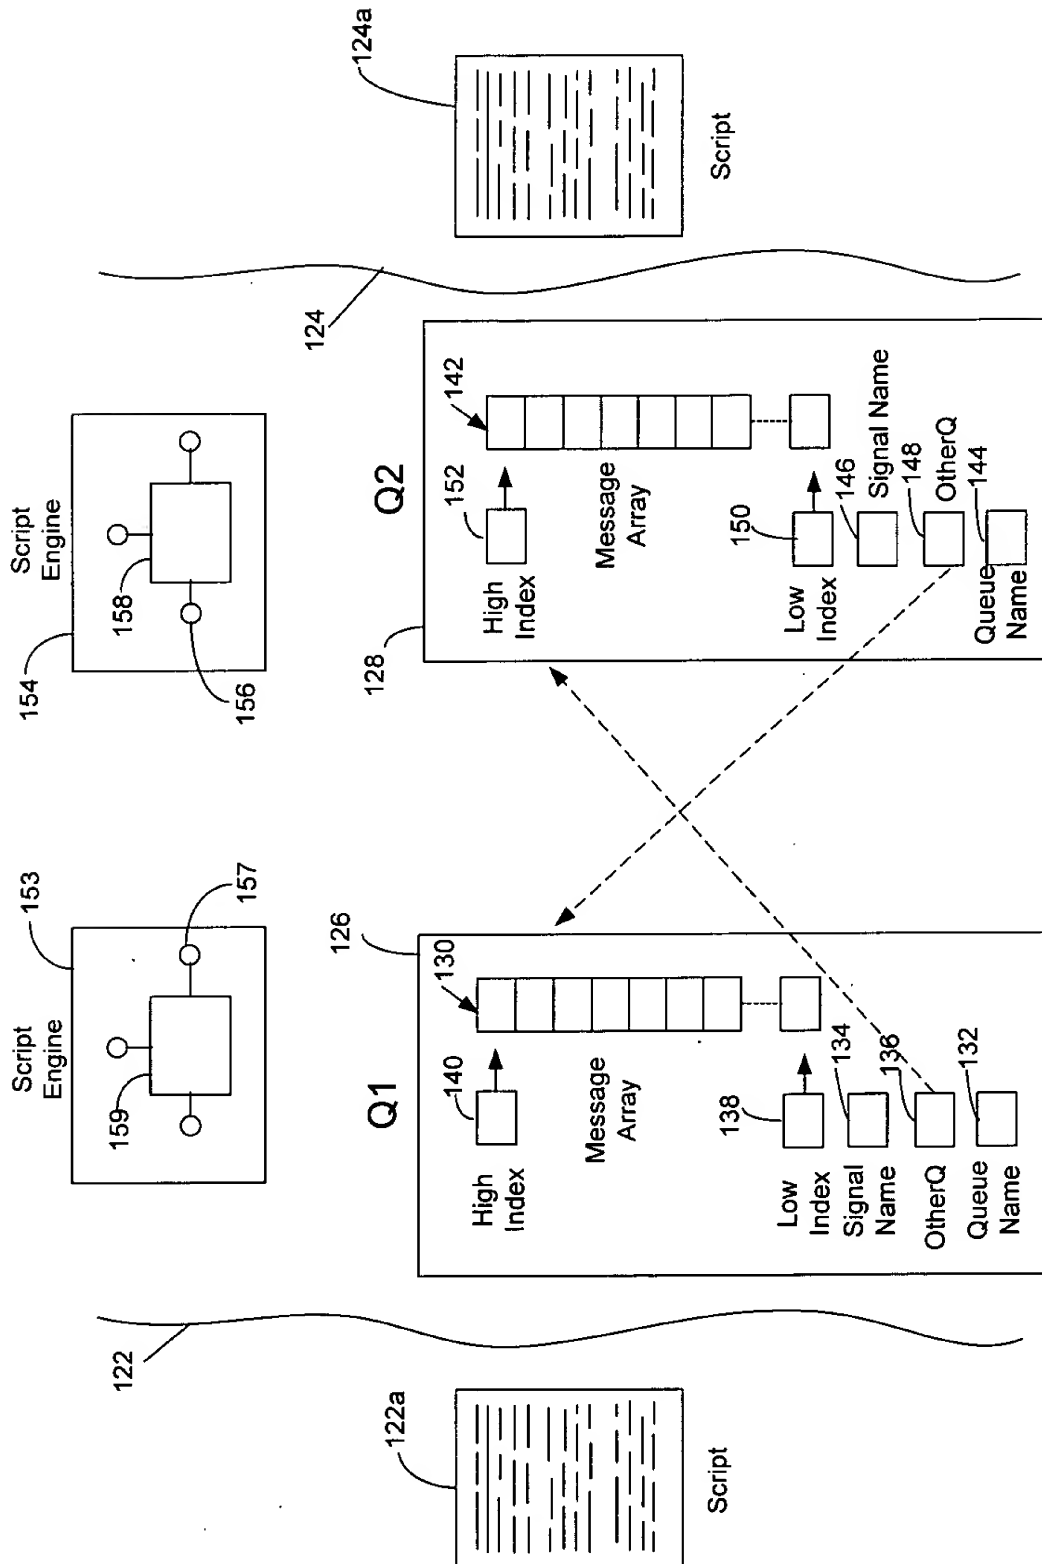 122
122a
Script
Script
Engine
153
159
157
Q1
126
High
Index
140
130
Message
Array
Low
Index
138
Signal
Name
134
OtherQ
136
Queue
Name
132
Script
Engine
154
158
156
Q2
128
High
Index
152
142
Message
Array
Low
Index
150
146
Signal Name
148
OtherQ
Queue
Name
144
124
124a
Script